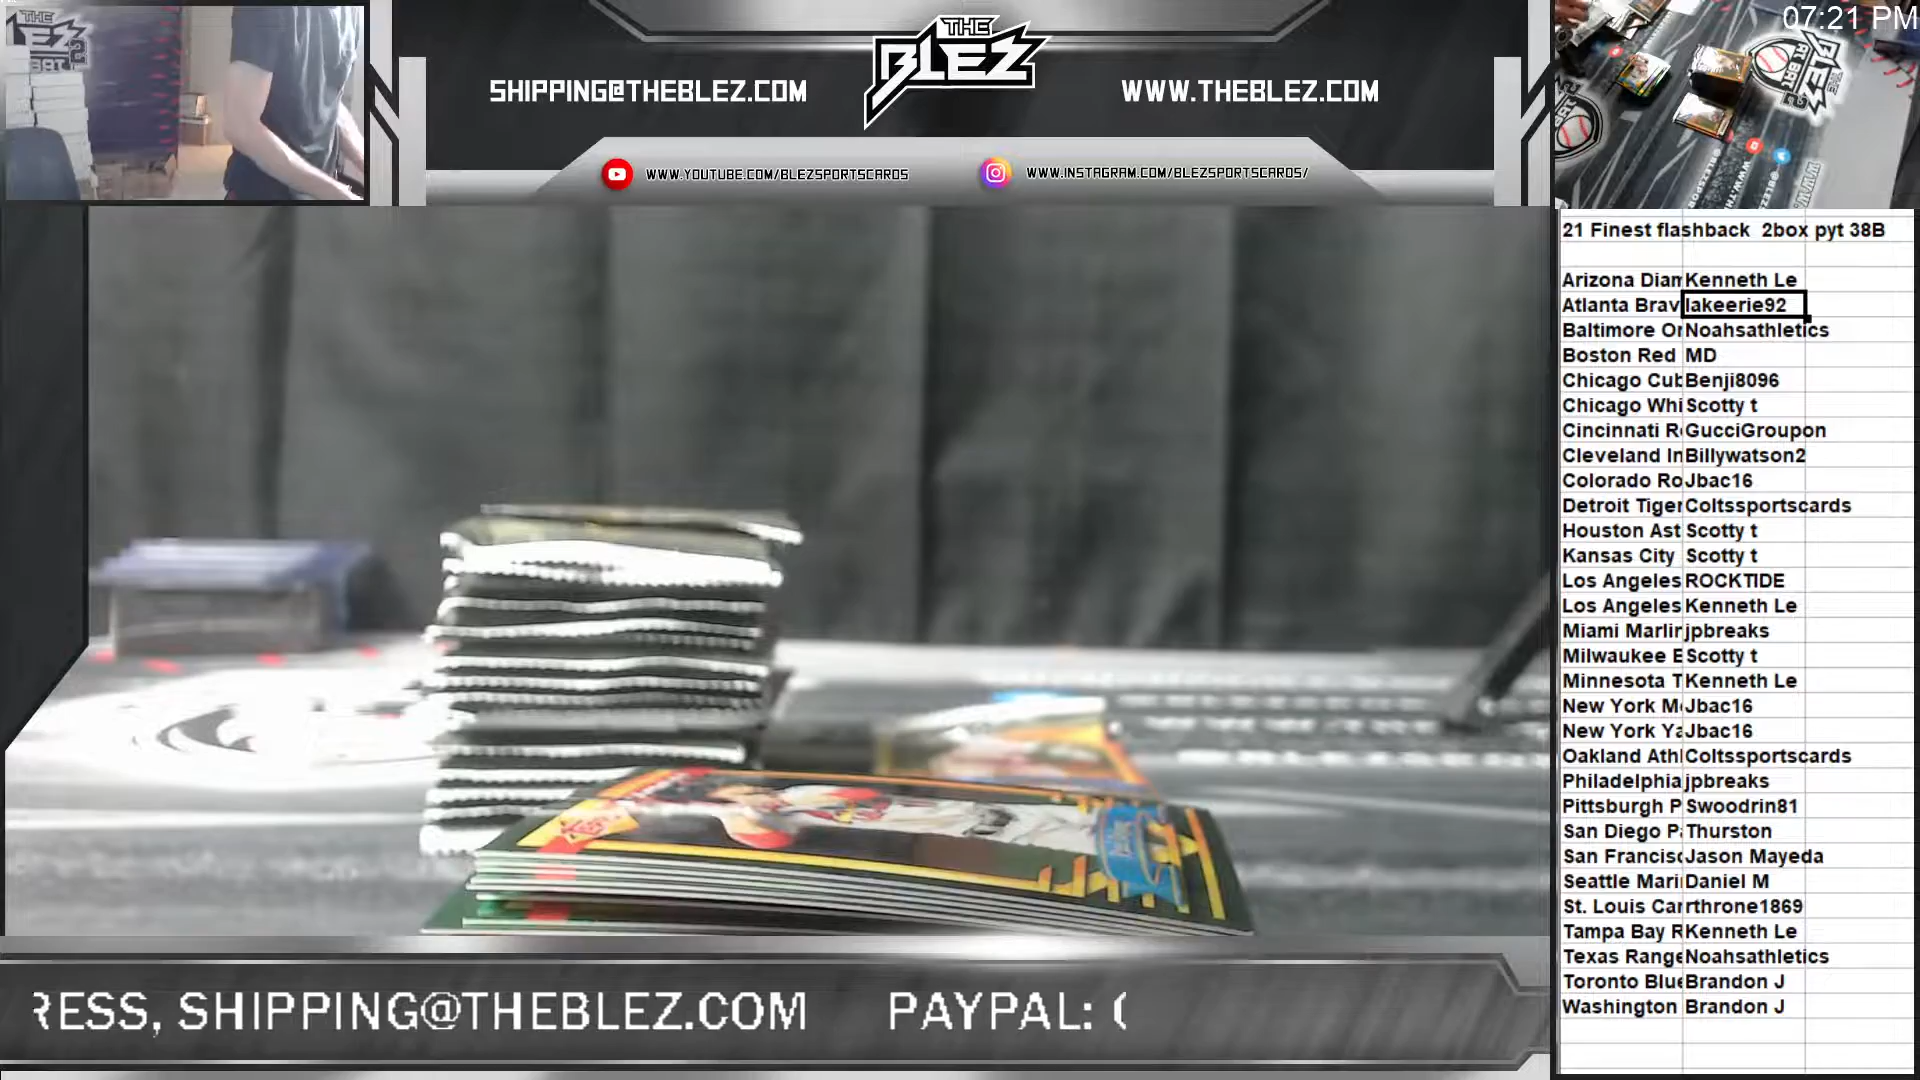 07:21 PM
THE
BLEZ
SHIPPING@THEBLEZ.COM
WWW.THEBLEZ.COM
WWW.YOUTUBE.COM/BLEZSPORTSCARDS
WWW.INSTAGRAM.COM/BLEZSPORTSCARDS/
21 Finest flashback 2box pyt 38B
Arizona Diam Kenneth Le
Atlanta Brav lakeerie92
Baltimore Or Noahsathletics
Boston Red MD
Chicago Cub Benji8096
Chicago Whi Scotty t
Cincinnati Re GucciGroupon
Cleveland In Billywatson2
Colorado Ro Jbac16
Detroit Tiger Coltssportscards
Houston Ast Scotty t
Kansas City Scotty t
Los Angeles ROCKTIDE
Los Angeles Kenneth Le
Miami Marlin jpbreaks
Milwaukee B Scotty t
Minnesota T Kenneth Le
New York Me Jbac16
New York Ya Jbac16
Oakland Athl Coltssportscards
Philadelphia jpbreaks
Pittsburgh P Swoodrin81
San Diego Pa Thurston
San Francisc Jason Mayeda
Seattle Mari Daniel M
St. Louis Car throne1869
Tampa Bay R Kenneth Le
Texas Range Noahsathletics
Toronto Blue Brandon J
Washington Brandon J
RESS, SHIPPING@THEBLEZ.COM PAYPAL: (